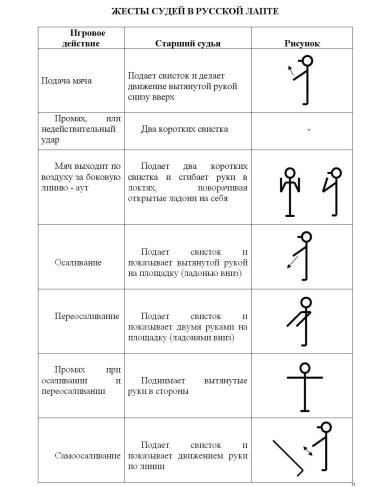 ЖЕСТЫ СУДЕЙ В РУССКОЙ ЛАПТЕ
Игровое
действие
Старший судья
Рисунок
Подача мяча
Подает свисток и делает
движение вытянутой рукой
снизу вверх
Промах, или
недействительный
удар
Два коротких свистка
-
Мяч выходит по
воздуху за боковую
линию - аут
Подает два коротких
свистка и сгибает руки в
локтях, поворачивая
открытые ладони на себя
Осаливание
Подает свисток и
показывает вытянутой рукой
на площадку (ладонью вниз)
Переосаливание
Подает свисток и
показывает двумя руками на
площадку (ладонями вниз)
Промах при
осаливании и
переосаливании
Поднимает вытянутые
руки в стороны
Самоосаливание
Подает свисток и
показывает движением руки
по линии